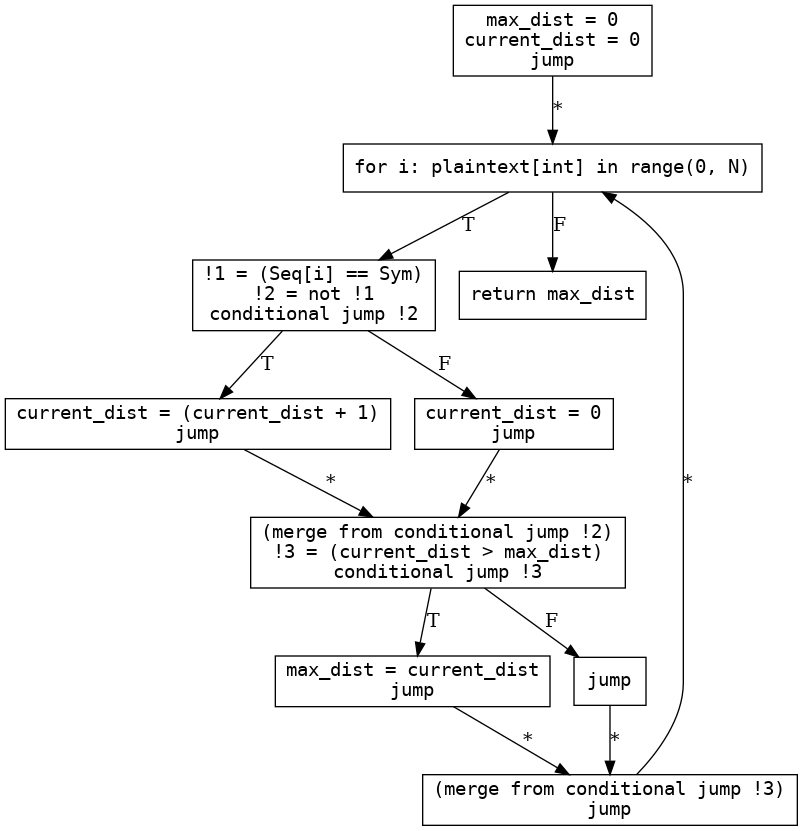 max_dist = 0
current_dist = 0
jump
*
for i: plaintext[int] in range(0, N)
T
F
!1 = (Seq[i] == Sym)
!2 = not !1
conditional jump !2
return max_dist
T
F
current_dist = (current_dist + 1)
jump
current_dist = 0
jump
*
*
*
(merge from conditional jump !2)
!3 = (current_dist > max_dist)
conditional jump !3
T
F
max_dist = current_dist
jump
jump
*
*
(merge from conditional jump !3)
jump